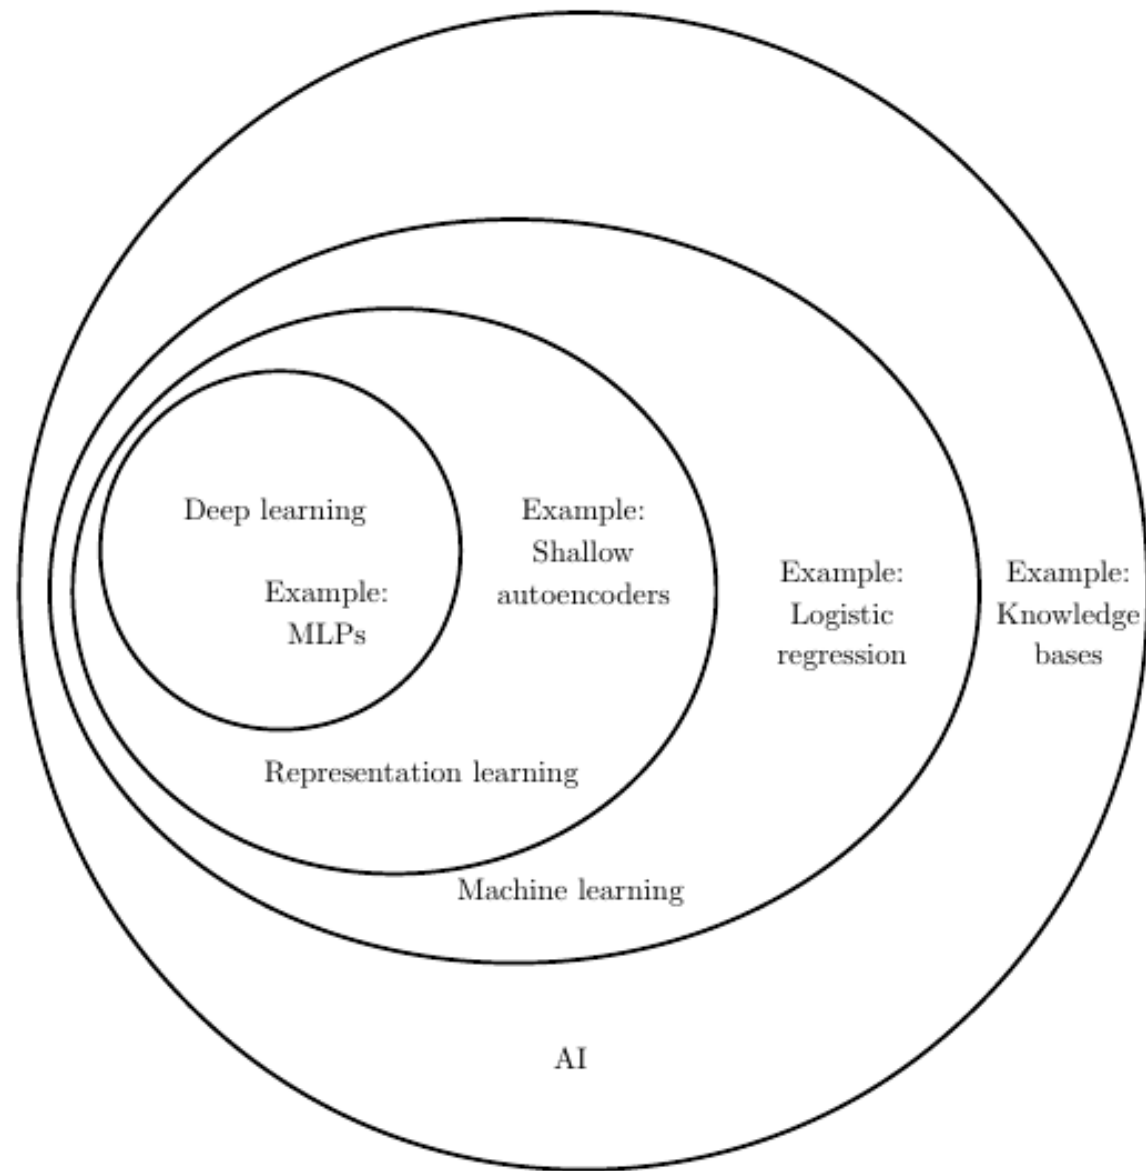 Deep learning
Example:
MLPs
Example:
Shallow
autoencoders
Example:
Logistic
regression
Example:
Knowledge
bases
Representation learning
Machine learning
AI